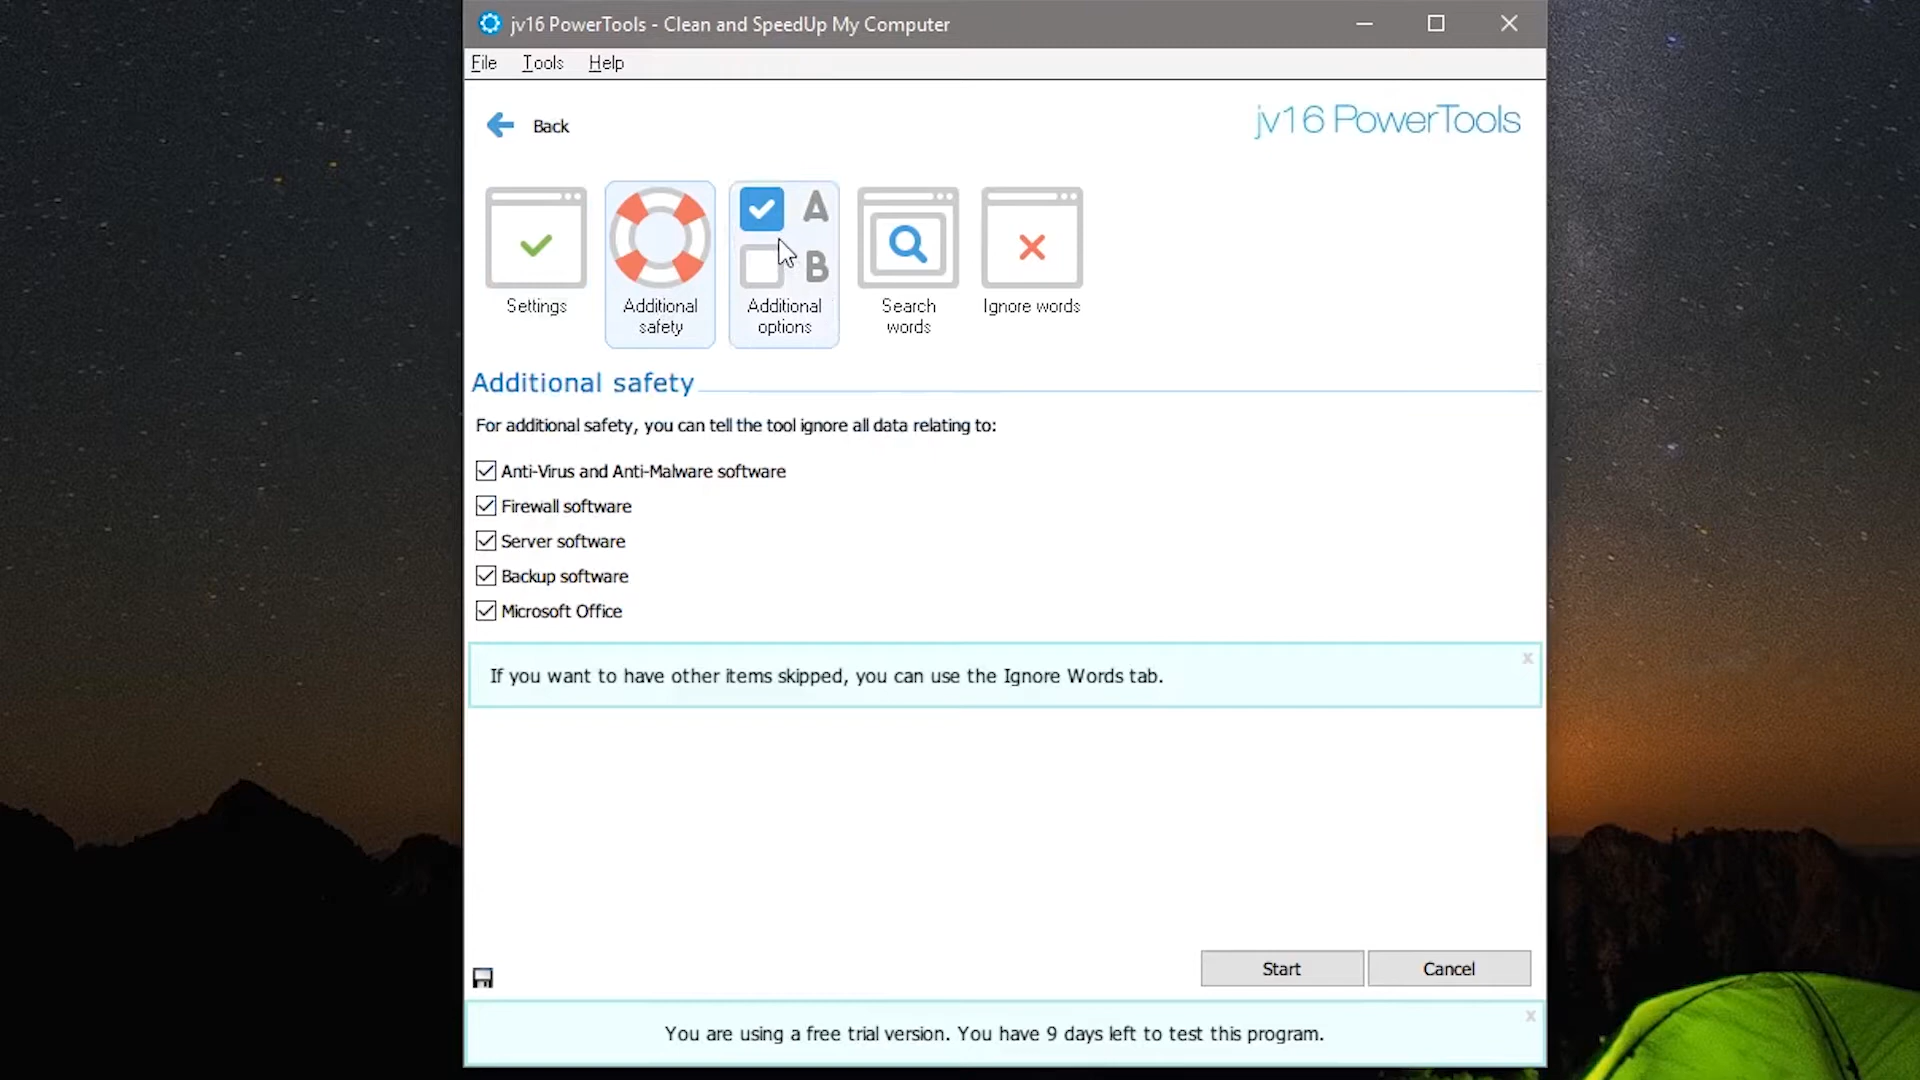 jv16 PowerTools - Clean and SpeedUp My Computer
File Tools Help
Back
jv16 PowerTools
A
B
Settings
Additional
safety
Additional
options
Search
words
Ignore words
Additional safety
For additional safety, you can tell the tool ignore all data relating to:
Anti-Virus and Anti-Malware software
Firewall software
Server software
Backup software
Microsoft Office
If you want to have other items skipped, you can use the Ignore Words tab.
x
Start
Cancel
You are using a free trial version. You have 9 days left to test this program.
x